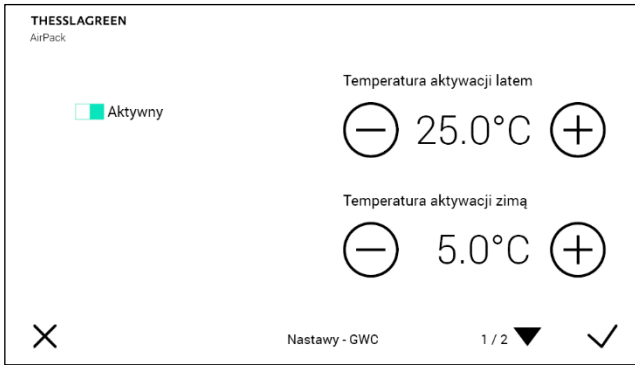 THESSLAGREEN
AirPack
Aktywny
Temperatura aktywacji latem
25.0°C
Temperatura aktywacji zimą
5.0°C
Nastawy - GWC
1 / 2